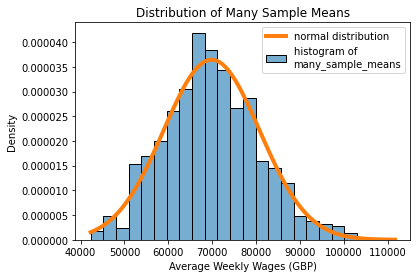 Distribution of Many Sample Means
normal distribution
histogram of
many_sample_means
Density
0.000040
0.000035
0.000030
0.000025
0.000020
0.000015
0.000010
0.000005
0.000000
40000 50000 60000 70000 80000 90000 100000 110000
Average Weekly Wages (GBP)